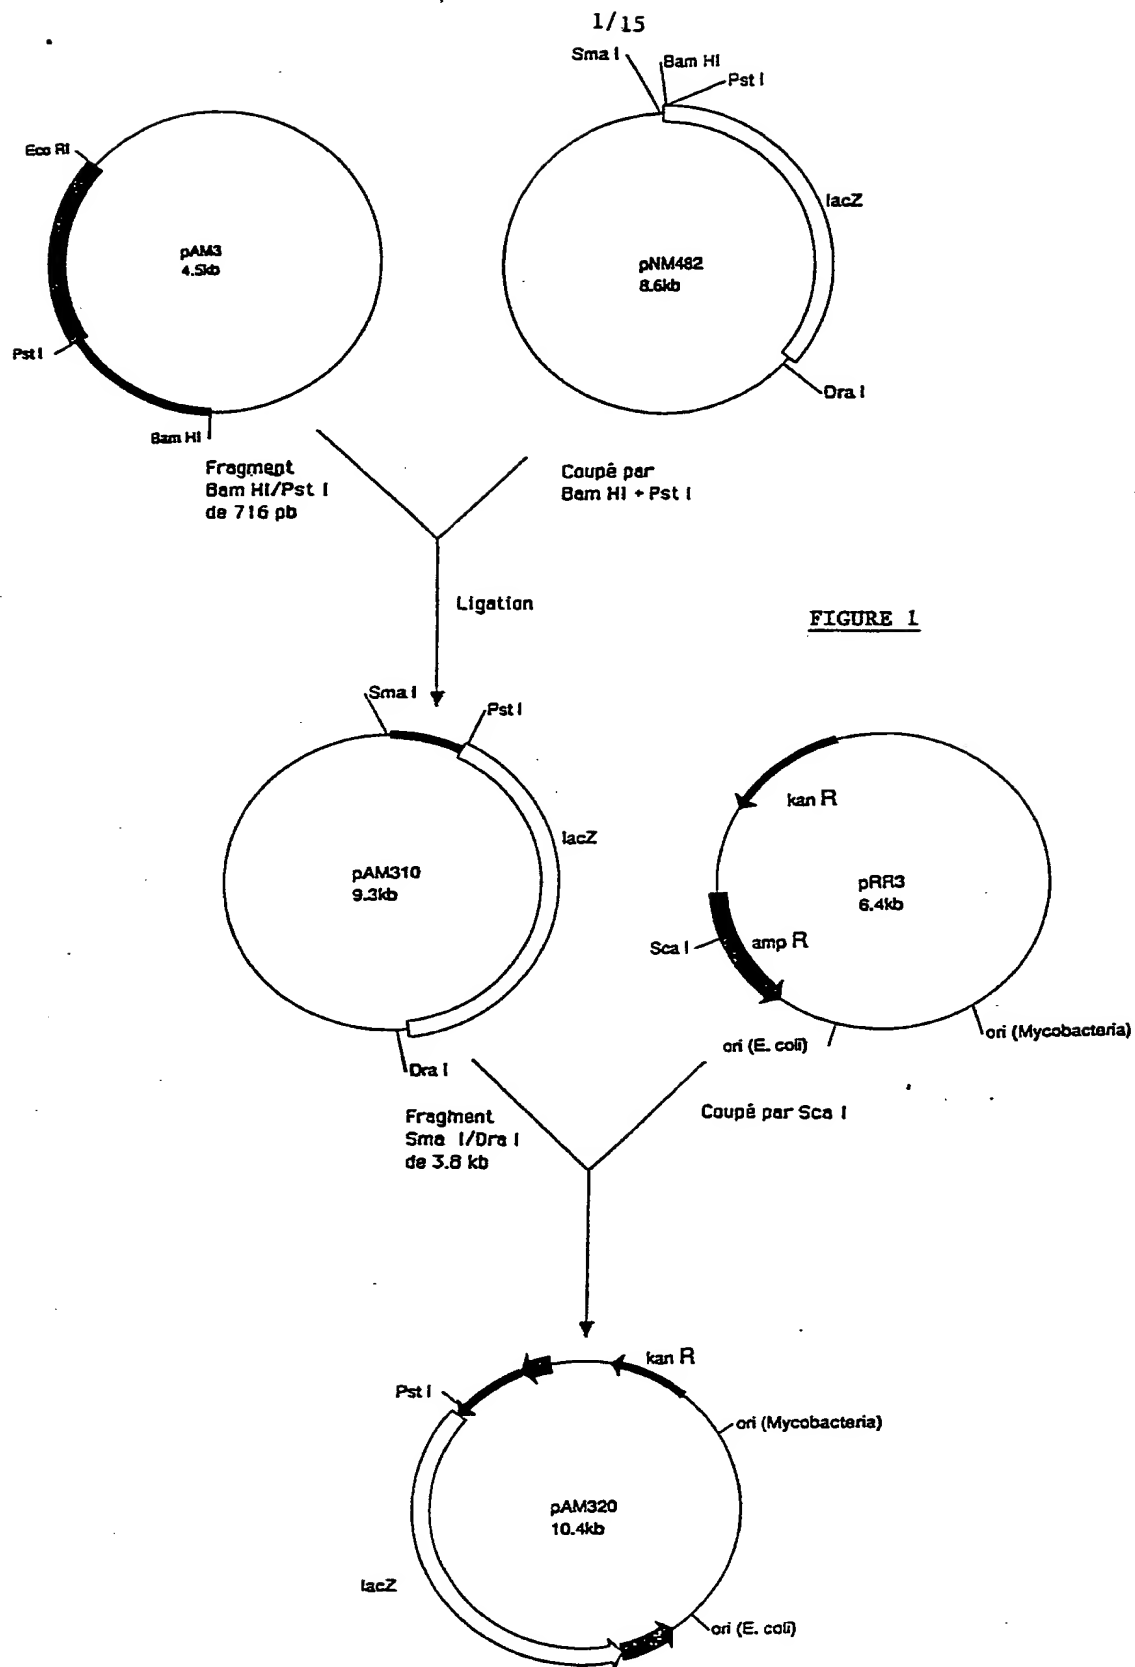 1/15
Sma I
Bam HI
Pst I
Eco RI
lacZ
pAM3
4.5kb
pNM482
8.6kb
Pst I
Dra I
Bam HI
Fragment
Bam HI/Pst I
de 716 pb
Coupé par
Bam HI + Pst I
Ligation
FIGURE 1
Sma I
Pst I
kan R
lacZ
pAM310
9.3kb
pRR3
6.4kb
Sca I
amp R
ori (E. coli)
ori (Mycobacteria)
Dra I
Fragment
Sma I/Dra I
de 3.8 kb
Coupé par Sca I
kan R
Pst I
ori (Mycobacteria)
pAM320
10.4kb
lacZ
ori (E. coli)